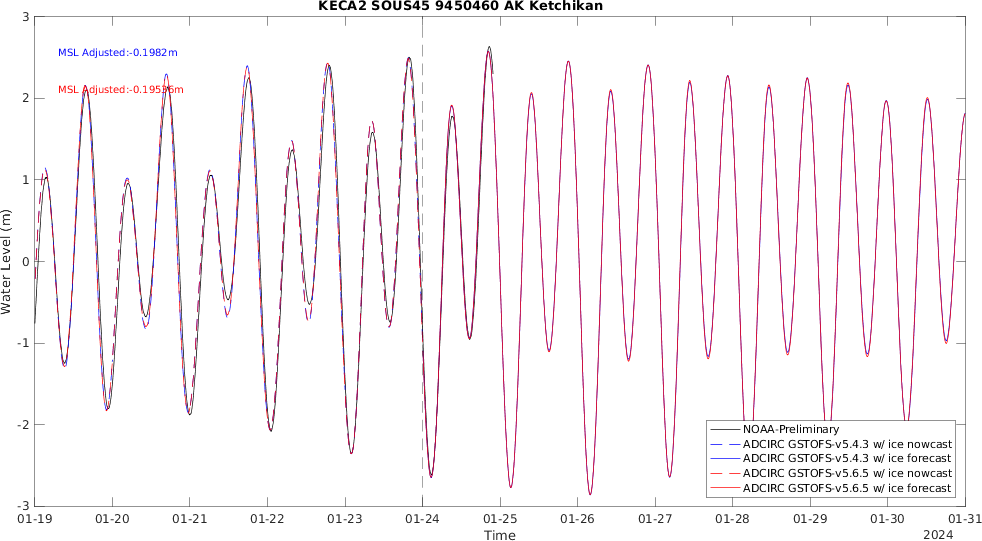 KECA2 SOUS45 9450460 AK Ketchikan
3
MSL Adjusted:-0.1982m
MSL Adjusted:-0.19536m
2
1
0
-1
-2
-3
Water Level (m)
NOAA-Preliminary
ADCIRC GSTOFS-v5.4.3 w/ ice nowcast
ADCIRC GSTOFS-v5.4.3 w/ ice forecast
ADCIRC GSTOFS-v5.6.5 w/ ice nowcast
ADCIRC GSTOFS-v5.6.5 w/ ice forecast
01-19 01-20 01-21 01-22 01-23 01-24 01-25 01-26 01-27 01-28 01-29 01-30 01-31
Time
2024